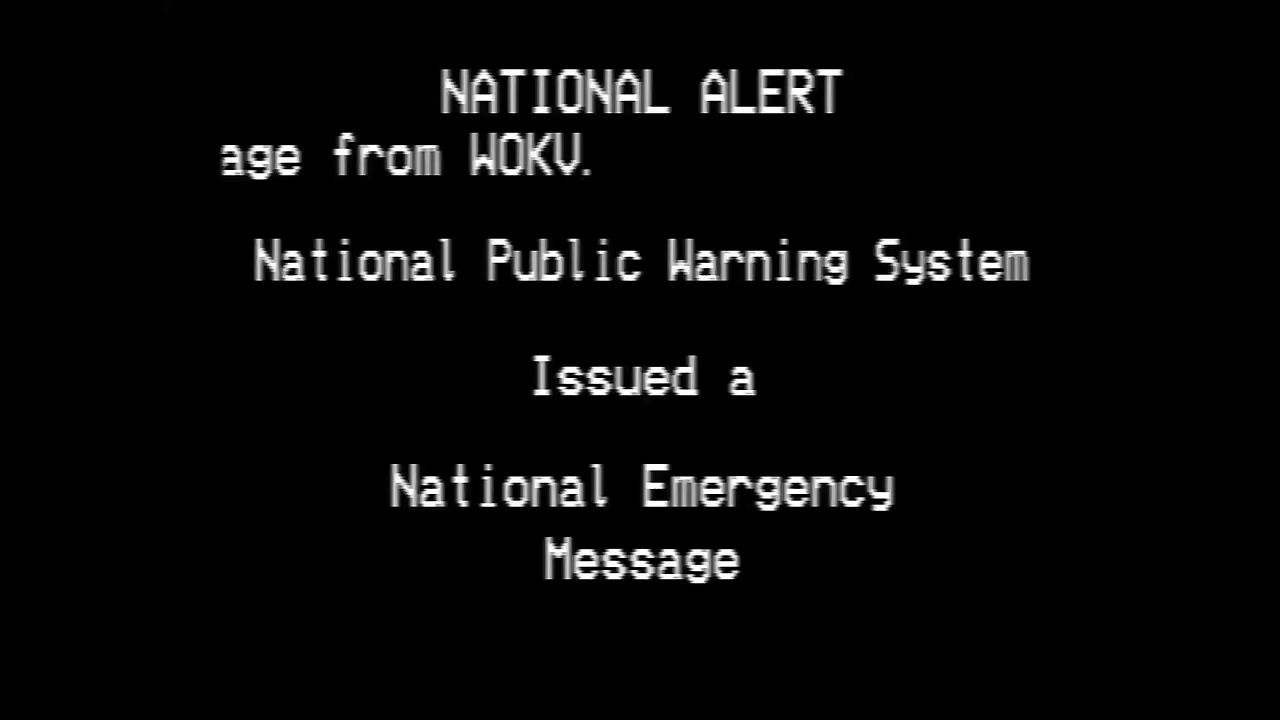 NATIONAL ALERT
age from WOKV.
National Public Warning System
Issued a
National Emergency
Message